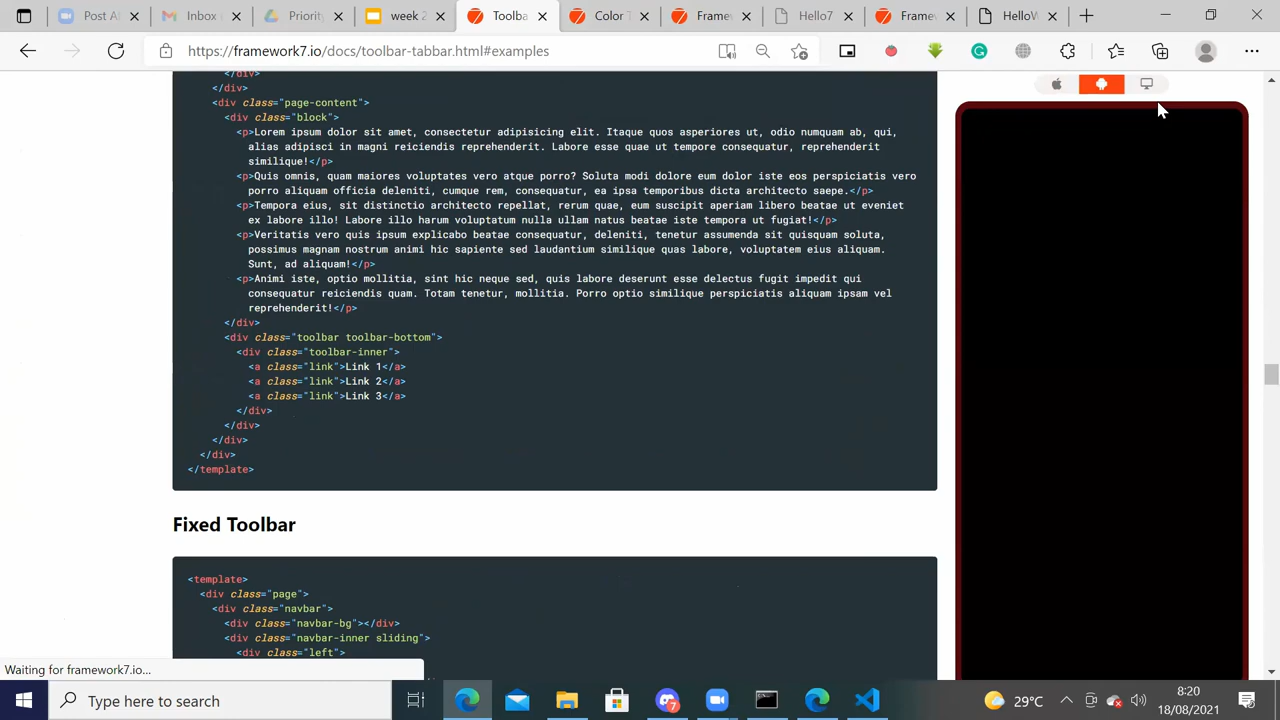 Post At
Inbox
Priority
week 2
Toolba
Color T
Frame
Hello7
Framev
HelloW
https://framework7.io/docs/toolbar-tabbar.html#examples
</div>
</div>
<div class="page-content">
<div class="block">
<p>Lorem ipsum dolor sit amet, consectetur adipisicing elit. Itaque quos asperiores ut, odio numquam ab, qui,
alias adipisci in magni reiciendis reprehenderit. Labore esse quae ut tempore consequatur, reprehenderit
similique!</p>
<p>Quis omnis, quam maiores voluptates vero atque porro? Soluta modi dolore eum dolor iste eos perspiciatis vero
porro aliquam officia deleniti, cumque rem, consequatur, ea ipsa temporibus dicta architecto saepe.</p>
<p>Tempora eius, sit distinctio architecto repellat, rerum quae, eum suscipit aperiam libero beatae ut eveniet
ex labore illo! Labore illo harum voluptatum nulla ullam natus beatae iste tempora ut fugiat!</p>
<p>Veritatis vero quis ipsum explicabo beatae consequatur, deleniti, tenetur assumenda sit quisquam soluta,
possimus magnam nostrum animi hic sapiente sed laudantium similique quas labore, voluptatem eius aliquam.
Sunt, ad aliquam!</p>
<p>Animi iste, optio mollitia, sint hic neque sed, quis labore deserunt esse delectus fugit impedit qui
consequatur reiciendis quam. Totam tenetur, mollitia. Porro optio similique perspiciatis aliquam ipsam vel
reprehenderit!</p>
</div>
<div class="toolbar toolbar-bottom">
<div class="toolbar-inner">
<a class="link">Link 1</a>
<a class="link">Link 2</a>
<a class="link">Link 3</a>
</div>
</div>
</div>
</div>
</template>
Fixed Toolbar
<template>
<div class="page">
<div class="navbar">
<div class="navbar-bg"></div>
<div class="navbar-inner sliding">
<div class="left">
Waiting for framework7.io...
Type here to search
29°C
8:20
18/08/2021